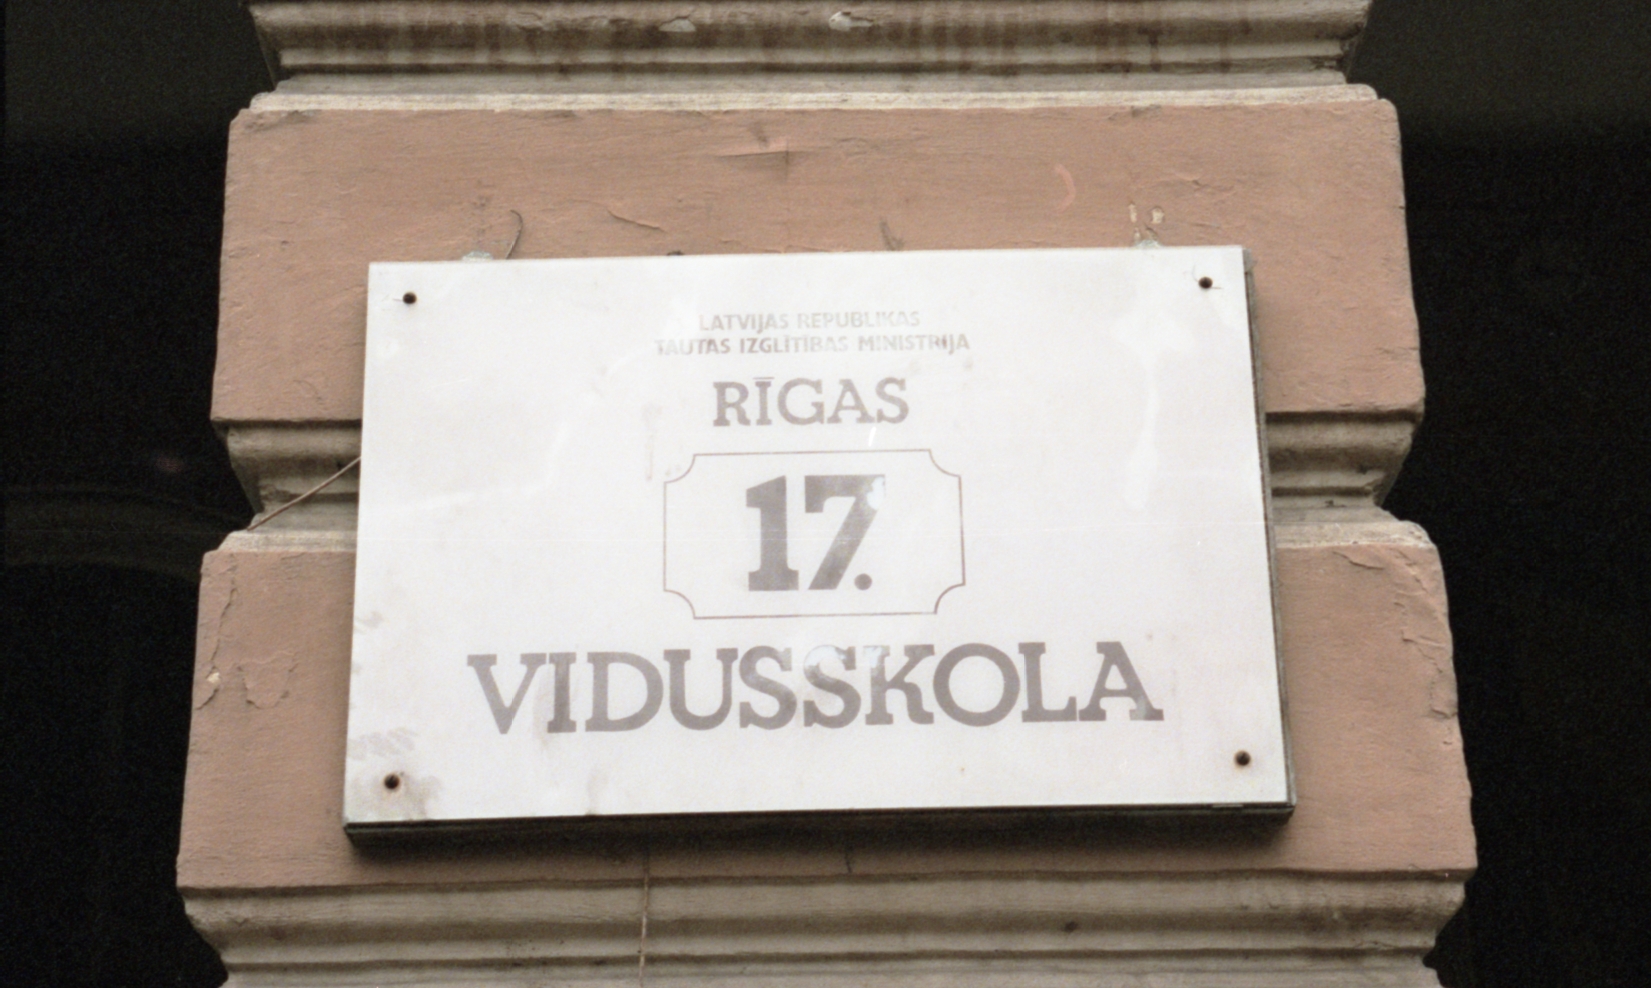 LATVIJAS REPUBLIKAS
TAUTAS IZGLĪTĪBAS MINISTRIJA
RĪGAS
17.
VIDUSSKOLA